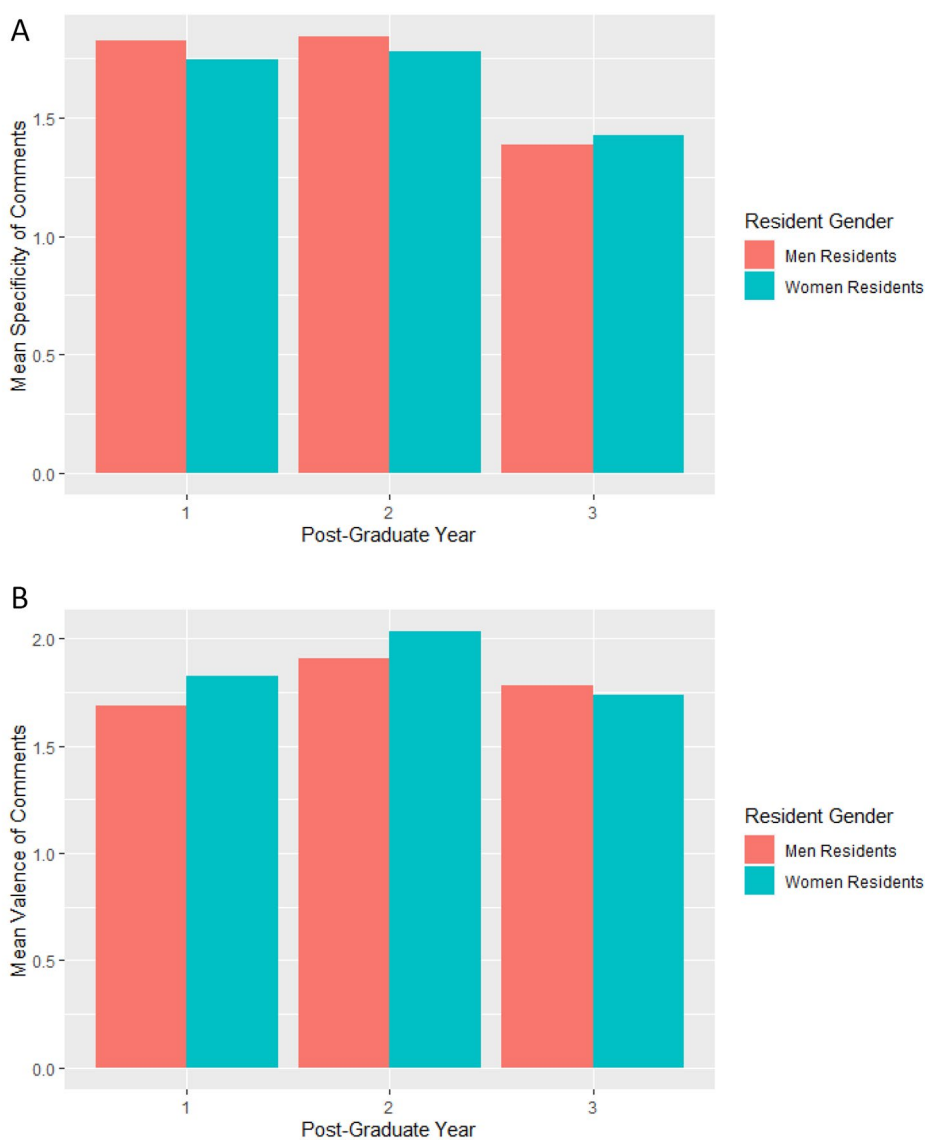 A
Mean Specificity of Comments
1.5
1.0
0.5
0.0
1
2
3
Post-Graduate Year
Resident Gender
Men Residents
Women Residents
B
Mean Valence of Comments
2.0
1.5
1.0
0.5
0.0
1
2
3
Post-Graduate Year
Resident Gender
Men Residents
Women Residents